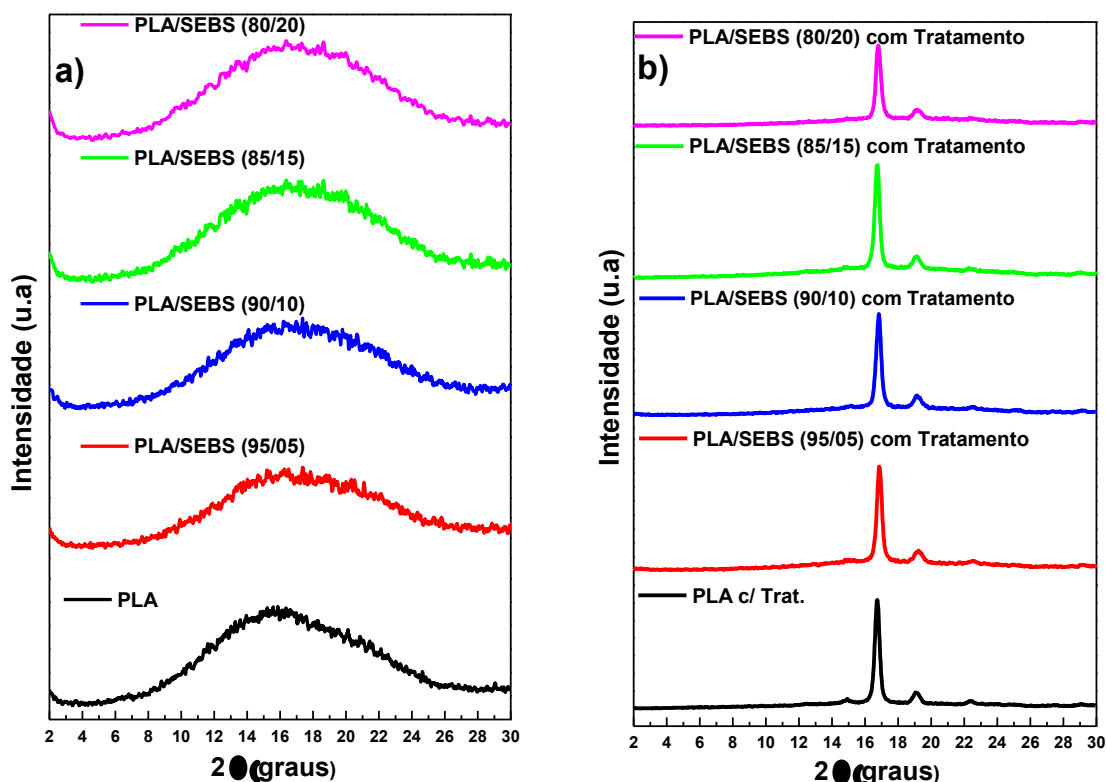 a)
PLA/SEBS (80/20)
PLA/SEBS (85/15)
PLA/SEBS (90/10)
PLA/SEBS (95/05)
PLA
Intensidade (u.a)
2 4 6 8 10 12 14 16 18 20 22 24 26 28 30
2 graus)
b)
PLA/SEBS (80/20) com Tratamento
PLA/SEBS (85/15) com Tratamento
PLA/SEBS (90/10) com Tratamento
PLA/SEBS (95/05) com Tratamento
PLA c/ Trat.
Intensidade (u.a)
2 4 6 8 10 12 14 16 18 20 22 24 26 28 30
2 graus)